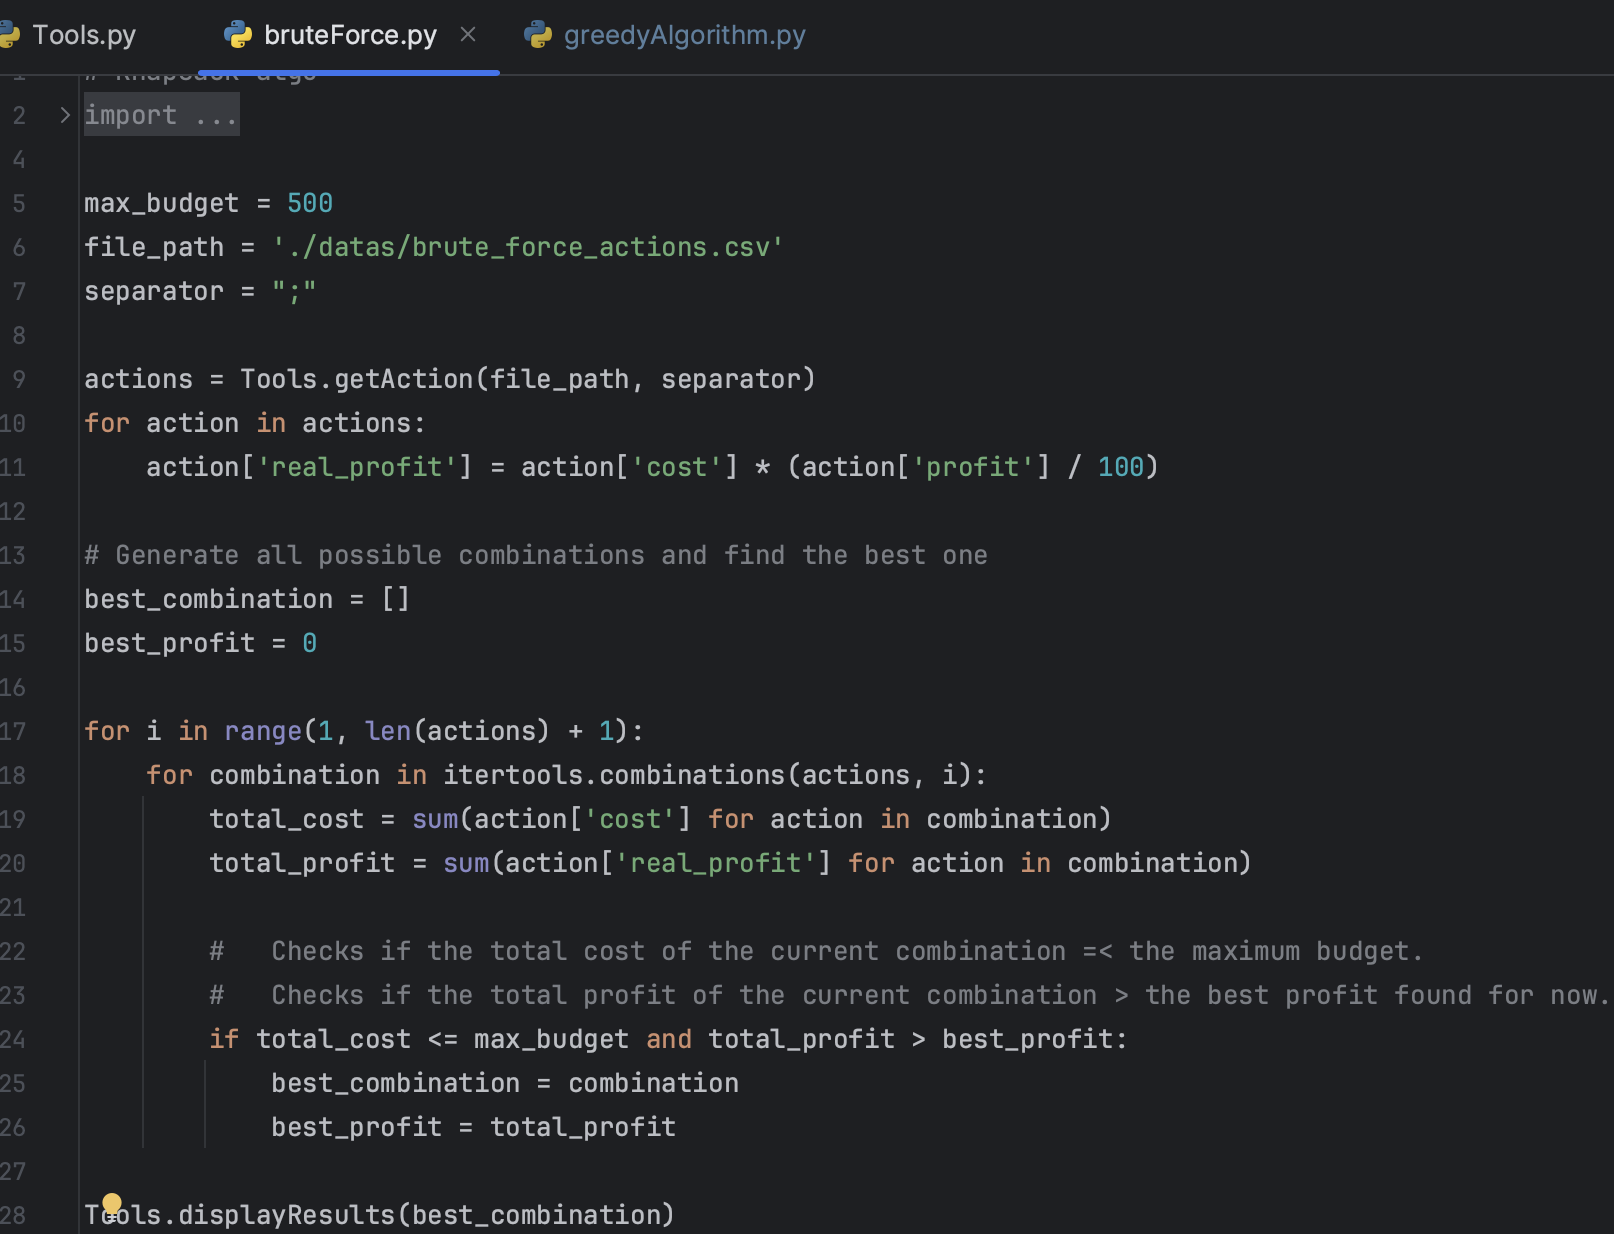 Tools.py bruteForce.py greedyAlgorithm.py
1 # Knapsack algo
2 import ...
4
5 max_budget = 500
6 file_path = './datas/brute_force_actions.csv'
7 separator = ";"
8
9 actions = Tools.getAction(file_path, separator)
10 for action in actions:
11 action['real_profit'] = action['cost'] * (action['profit'] / 100)
12
13 # Generate all possible combinations and find the best one
14 best_combination = []
15 best_profit = 0
16
17 for i in range(1, len(actions) + 1):
18 for combination in itertools.combinations(actions, i):
19 total_cost = sum(action['cost'] for action in combination)
20 total_profit = sum(action['real_profit'] for action in combination)
21
22 #   Checks if the total cost of the current combination =< the maximum budget.
23 #   Checks if the total profit of the current combination > the best profit found for now.
24 if total_cost <= max_budget and total_profit > best_profit:
25 best_combination = combination
26 best_profit = total_profit
27
28 Tools.displayResults(best_combination)